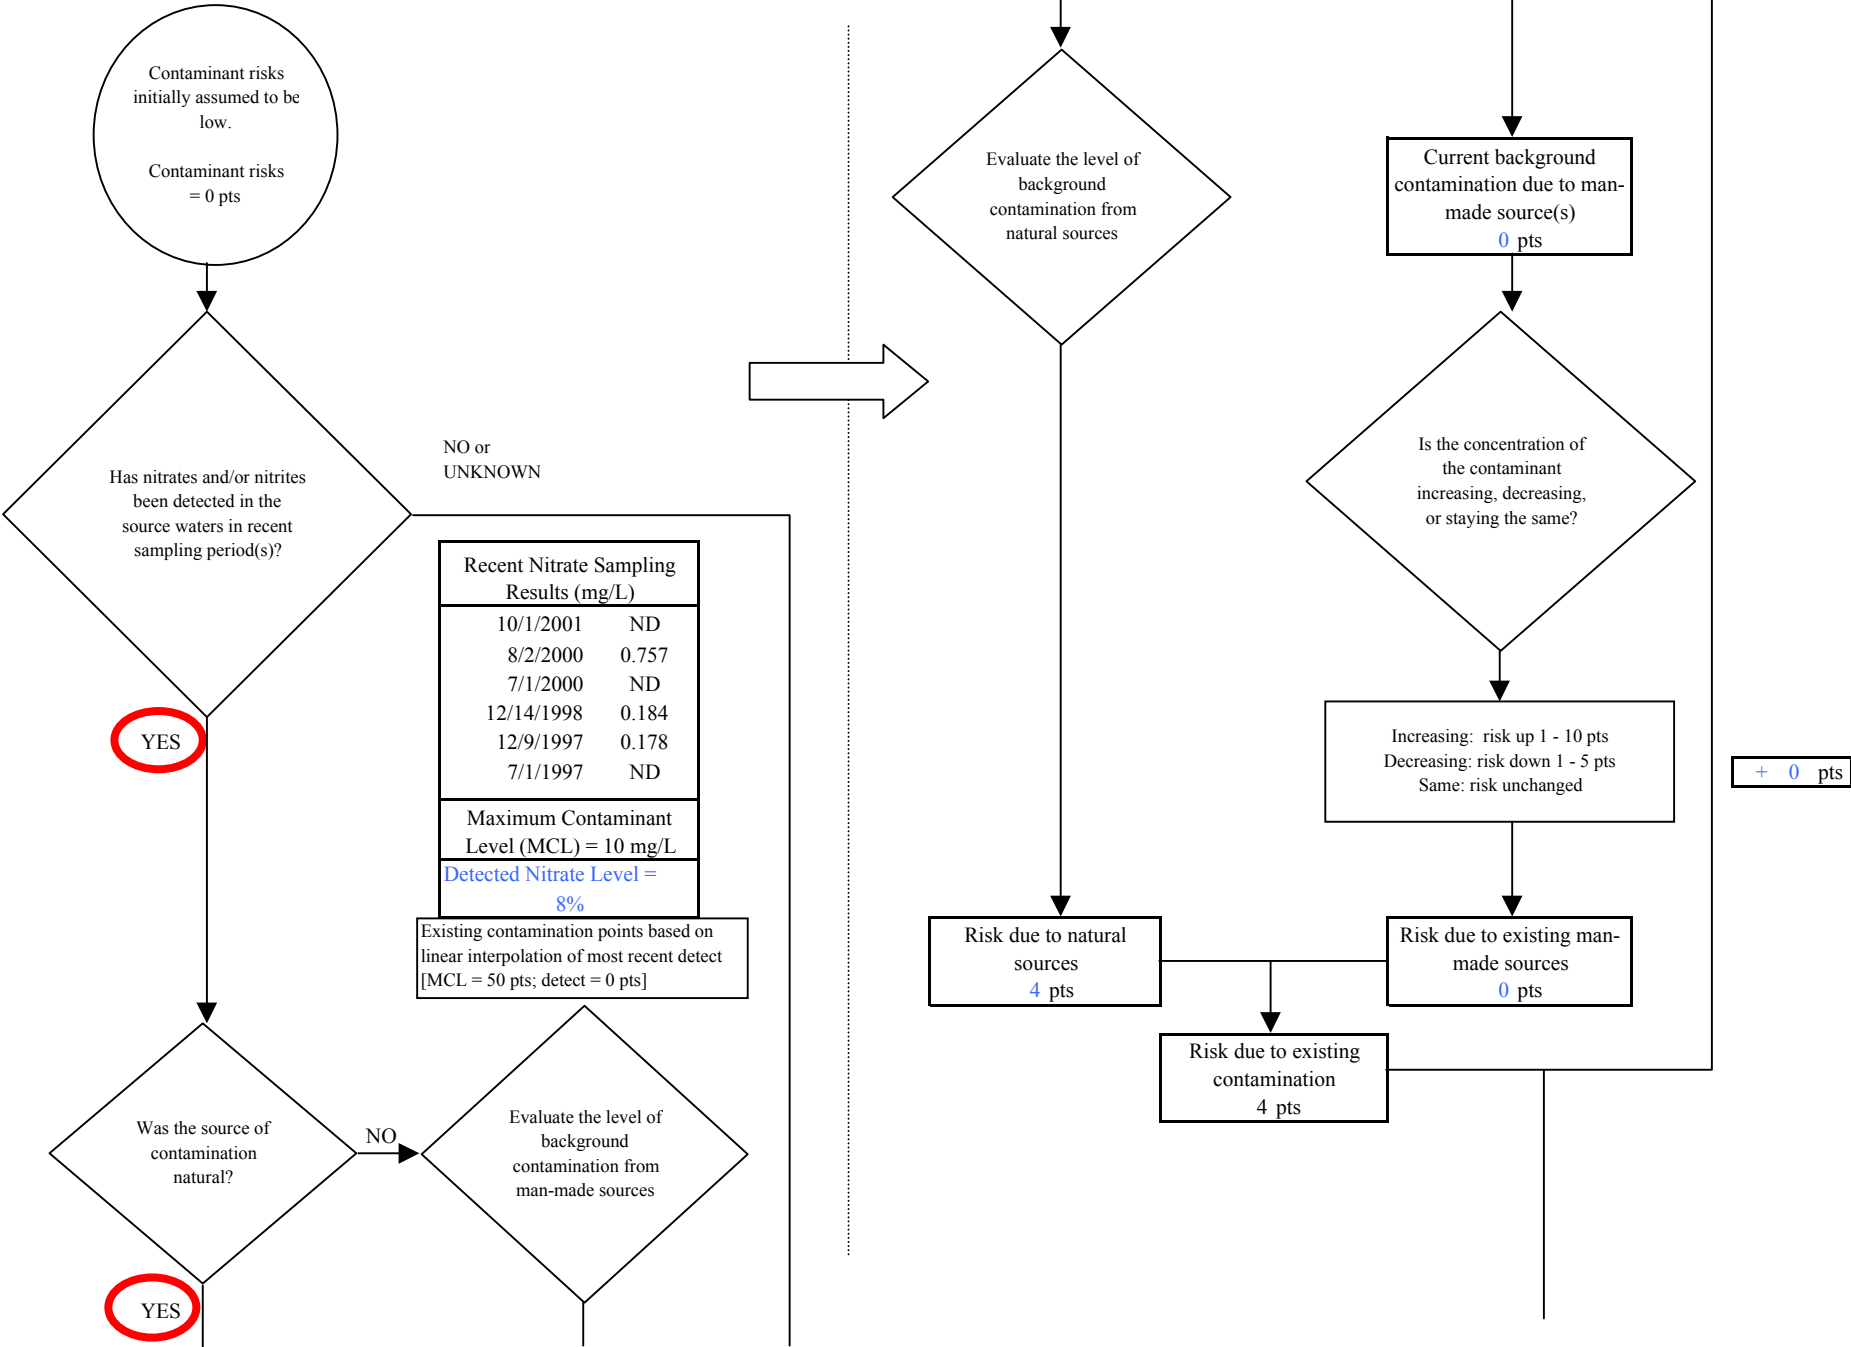 Contaminant risks
initially assumed to be
low.
Contaminant risks
= 0 pts
Has nitrates and/or nitrites
been detected in the
source waters in recent
sampling period(s)?
NO or
UNKNOWN
YES
Recent Nitrate Sampling
Results (mg/L)
10/1/2001 ND
8/2/2000 0.757
7/1/2000 ND
12/14/1998 0.184
12/9/1997 0.178
7/1/1997 ND
Maximum Contaminant
Level (MCL) = 10 mg/L
Detected Nitrate Level =
8%
Existing contamination points based on
linear interpolation of most recent detect
[MCL = 50 pts; detect = 0 pts]
Was the source of
contamination
natural?
NO
YES
Evaluate the level of
background
contamination from
man-made sources
Evaluate the level of
background
contamination from
natural sources
Current background
contamination due to man-
made source(s)
0 pts
Is the concentration of
the contaminant
increasing, decreasing,
or staying the same?
Increasing: risk up 1 - 10 pts
Decreasing: risk down 1 - 5 pts
Same: risk unchanged
+ 0 pts
Risk due to natural
sources
4 pts
Risk due to existing man-
made sources
0 pts
Risk due to existing
contamination
4 pts